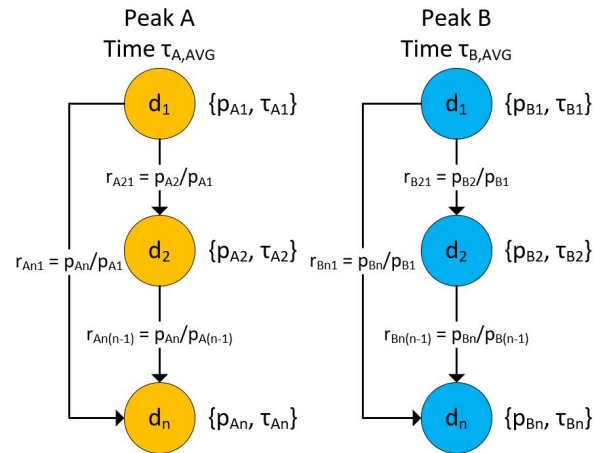 Peak A
Time τA,AVG
d1 {pA1, τA1}
rA21 = pA2/pA1
d2 {pA2, τA2}
rAn1 = pAn/pA1
rAn(n-1) = pAn/pA(n-1)
dn {pAn, τAn}
Peak B
Time τB,AVG
d1 {pB1, τB1}
rB21 = pB2/pB1
d2 {pB2, τB2}
rBn1 = pBn/pB1
rBn(n-1) = pBn/pB(n-1)
dn {pBn, τBn}